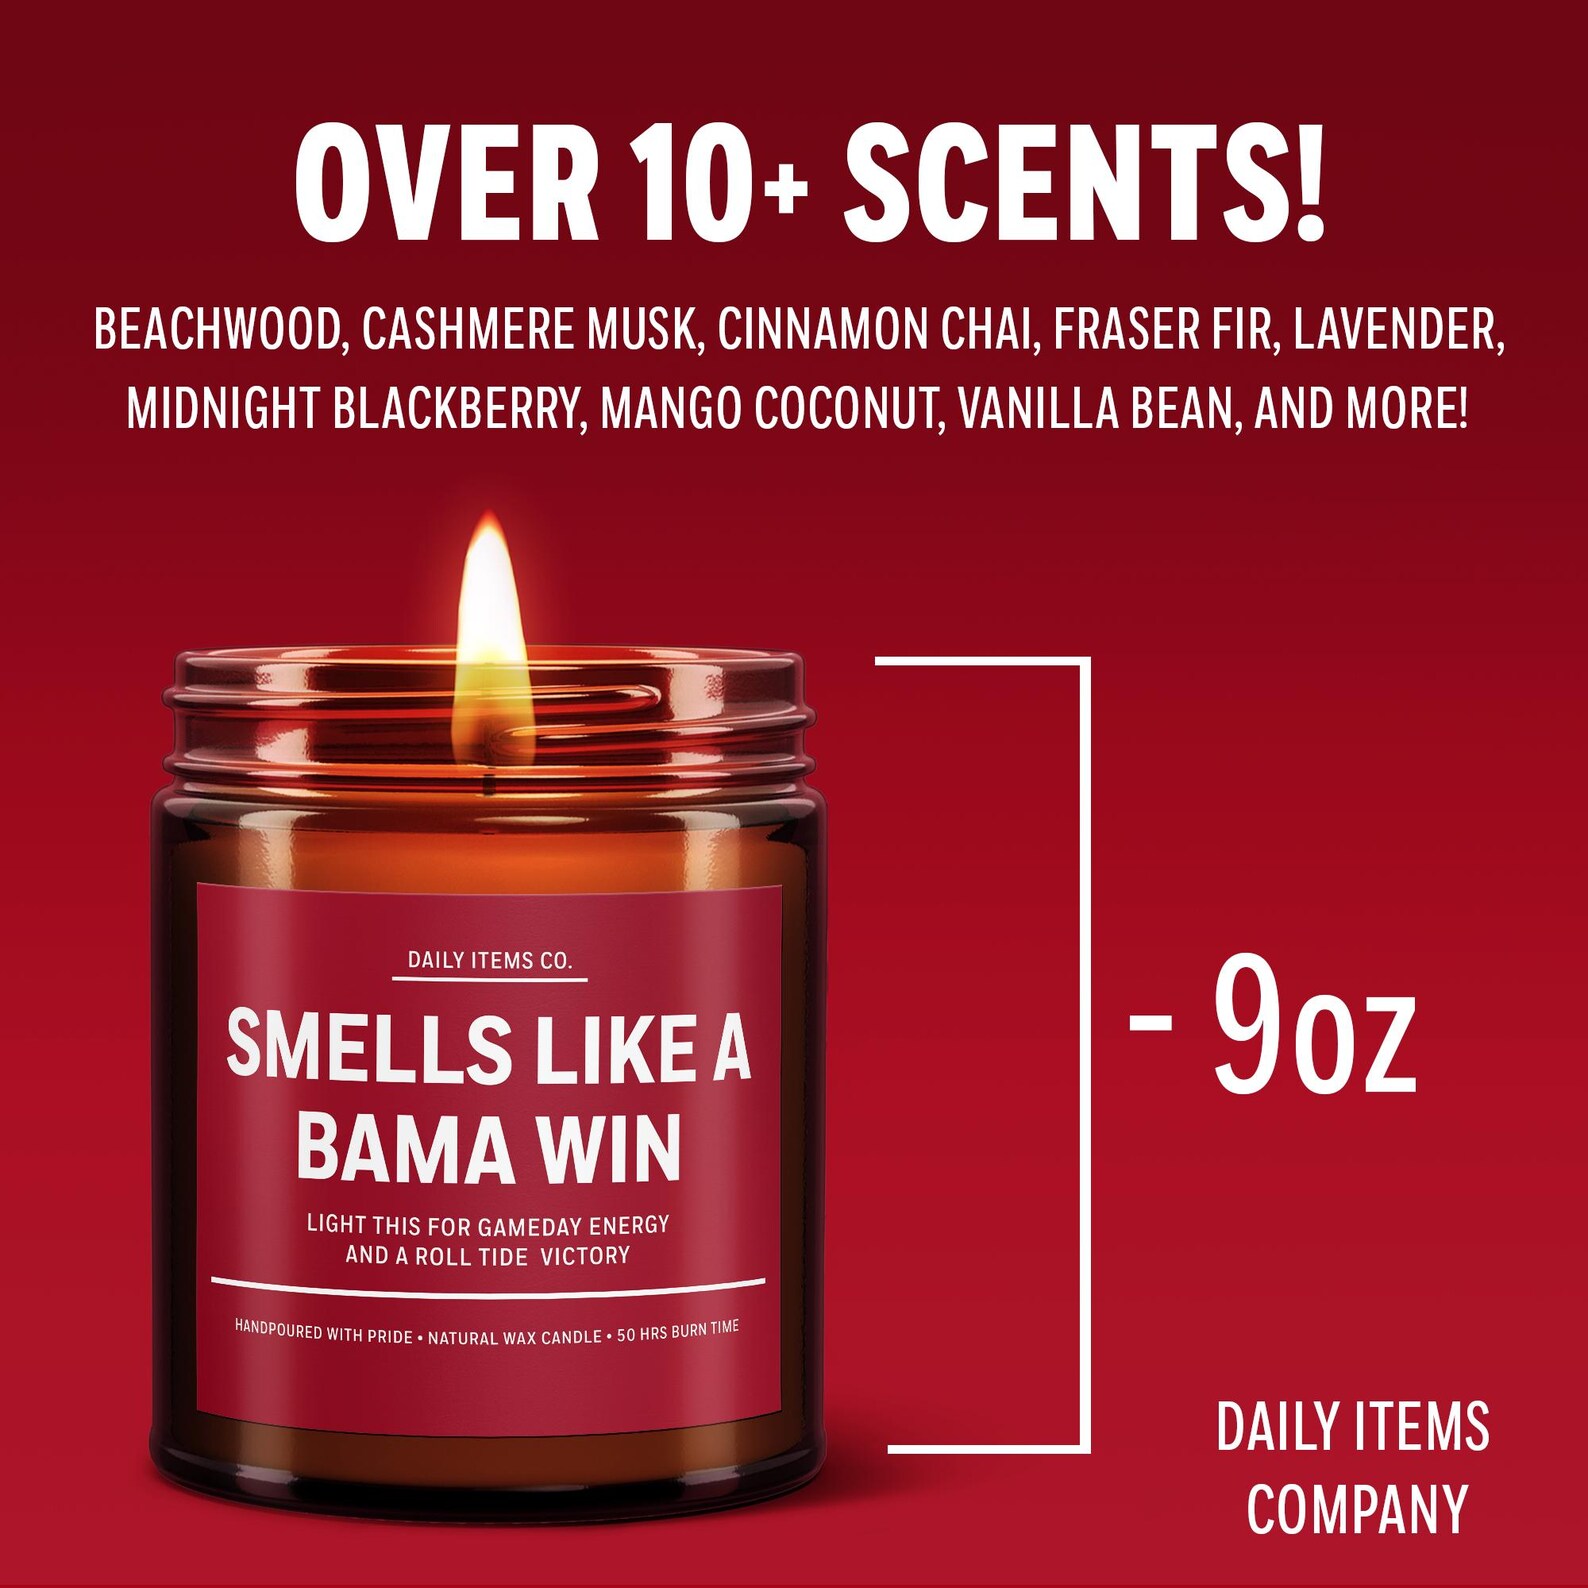 OVER 10+ SCENTS!
BEACHWOOD, CASHMERE MUSK, CINNAMON CHAI, FRASER FIR, LAVENDER,
MIDNIGHT BLACKBERRY, MANGO COCONUT, VANILLA BEAN, AND MORE!
DAILY ITEMS CO.
SMELLS LIKE A
BAMA WIN
LIGHT THIS FOR GAMEDAY ENERGY
AND A ROLL TIDE VICTORY
HANDPOURED WITH PRIDE • NATURAL WAX CANDLE • 50 HRS BURN TIME
- 9oz
DAILY ITEMS
COMPANY